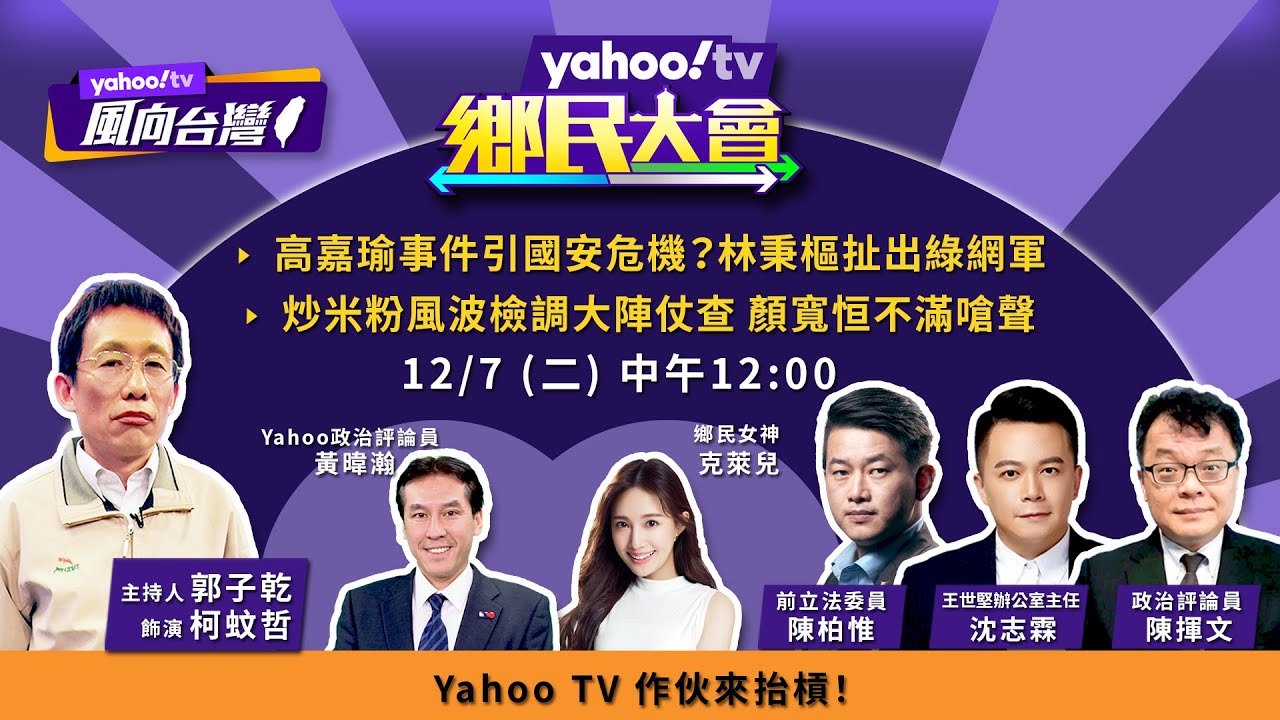 yahoo!tv
風向台灣
yahoo!tv
鄉民大會
高嘉瑜事件引國安危機?林秉樞扯出綠網軍
炒米粉風波檢調大陣仗查 顏寬恒不滿嗆聲
12/7 (二) 中午12:00
Yahoo政治評論員
黃暐瀚
鄉民女神
克萊兒
主持人 郭子乾
飾演 柯蚊哲
前立法委員
陳柏惟
王世堅辦公室主任
沈志霖
政治評論員
陳揮文
Yahoo TV 作伙來抬槓!